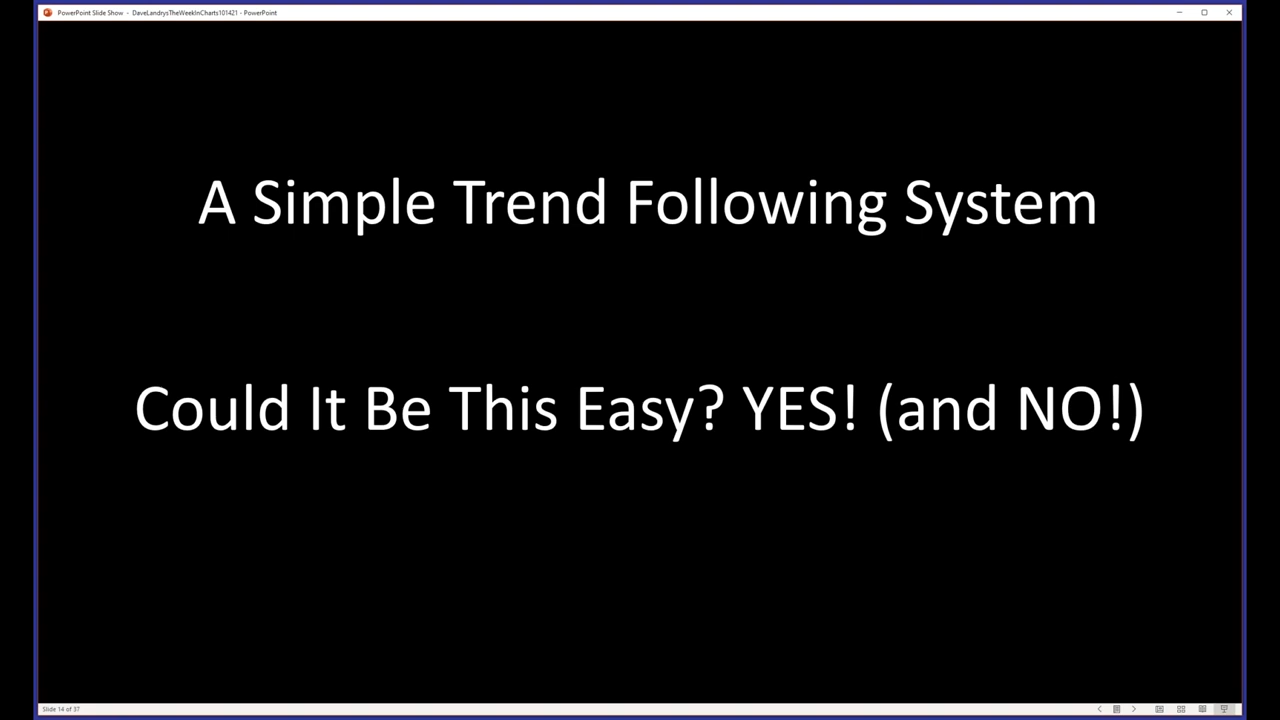 PowerPoint Slide Show - DaveLandrysTheWeekInCharts101421 - PowerPoint
A Simple Trend Following System
Could It Be This Easy? YES! (and NO!)
Slide 14 of 37